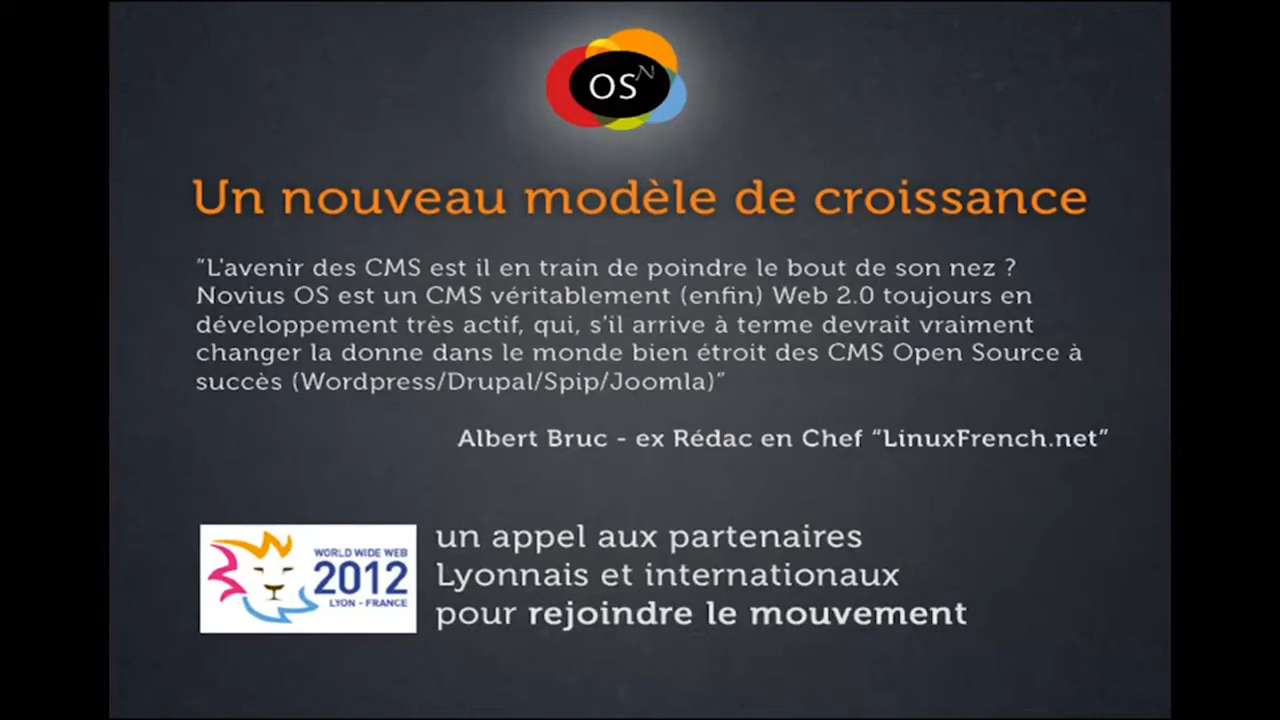 OSN
Un nouveau modèle de croissance
“L'avenir des CMS est il en train de poindre le bout de son nez ?
Novius OS est un CMS véritablement (enfin) Web 2.0 toujours en
développement très actif, qui, s'il arrive à terme devrait vraiment
changer la donne dans le monde bien étroit des CMS Open Source à
succès (Wordpress/Drupal/Spip/Joomla)”
Albert Bruc - ex Rédac en Chef “LinuxFrench.net”
WORLD WIDE WEB
2012
LYON - FRANCE
un appel aux partenaires
Lyonnais et internationaux
pour rejoindre le mouvement